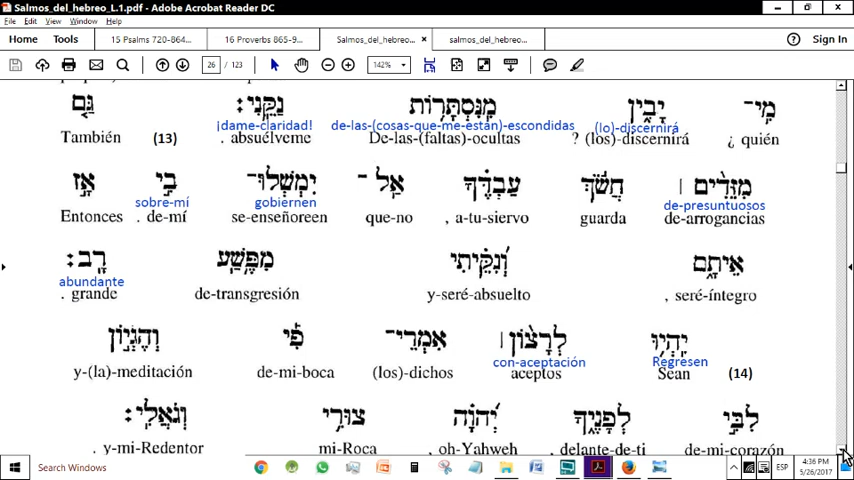 Salmos_del_hebreo_L.1.pdf - Adobe Acrobat Reader DC
File Edit View Window Help
Home Tools 15 Psalms 720-864... 16 Proverbs 865-9... Salmos_del_hebreo... × salmos_del_hebreo... ? Sign In
26 / 123 142%
מִֽי־ יָבִ֑ין מִֽנִּסְתָּר֥וֹת נַקֵּֽנִי׃ גַּ֤ם
(lo)-discernirá de-las-(cosas-que-me-están)-escondidas ¡dame-claridad!
¿ quién ? (los)-discernirá De-las-(faltas)-ocultas . absuélveme (13) También
מִזֵּדִ֨ים ׀ חֲשֹׂ֬ךְ עַבְדֶּ֗ךָ אַֽל־ יִמְשְׁלוּ־ בִ֣י אָ֣ז
de-presuntuosos gobiernen sobre-mí
de-arrogancias guarda , a-tu-siervo que-no se-enseñoreen . de-mí Entonces
אֵיתָ֑ם וְ֝נִקֵּ֗יתִי מִפֶּ֥שַֽׁע רָֽב׃
abundante
, seré-íntegro y-seré-absuelto de-transgresión . grande
יִֽהְי֥וּ לְרָצ֨וֹן ׀ אִמְרֵי־ פִ֡י וְהֶגְי֣וֹן
Regresen con-aceptación
(14) Sean aceptos (los)-dichos de-mi-boca y-(la)-meditación
לִבִּ֣י לְפָנֶ֑יךָ יְ֝הוָ֗ה צוּרִ֥י וְגֹאֲלִֽי׃
de-mi-corazón , delante-de-ti , oh-Yahweh mi-Roca . y-mi-Redentor
Search Windows ESP 4:36 PM
5/26/2017